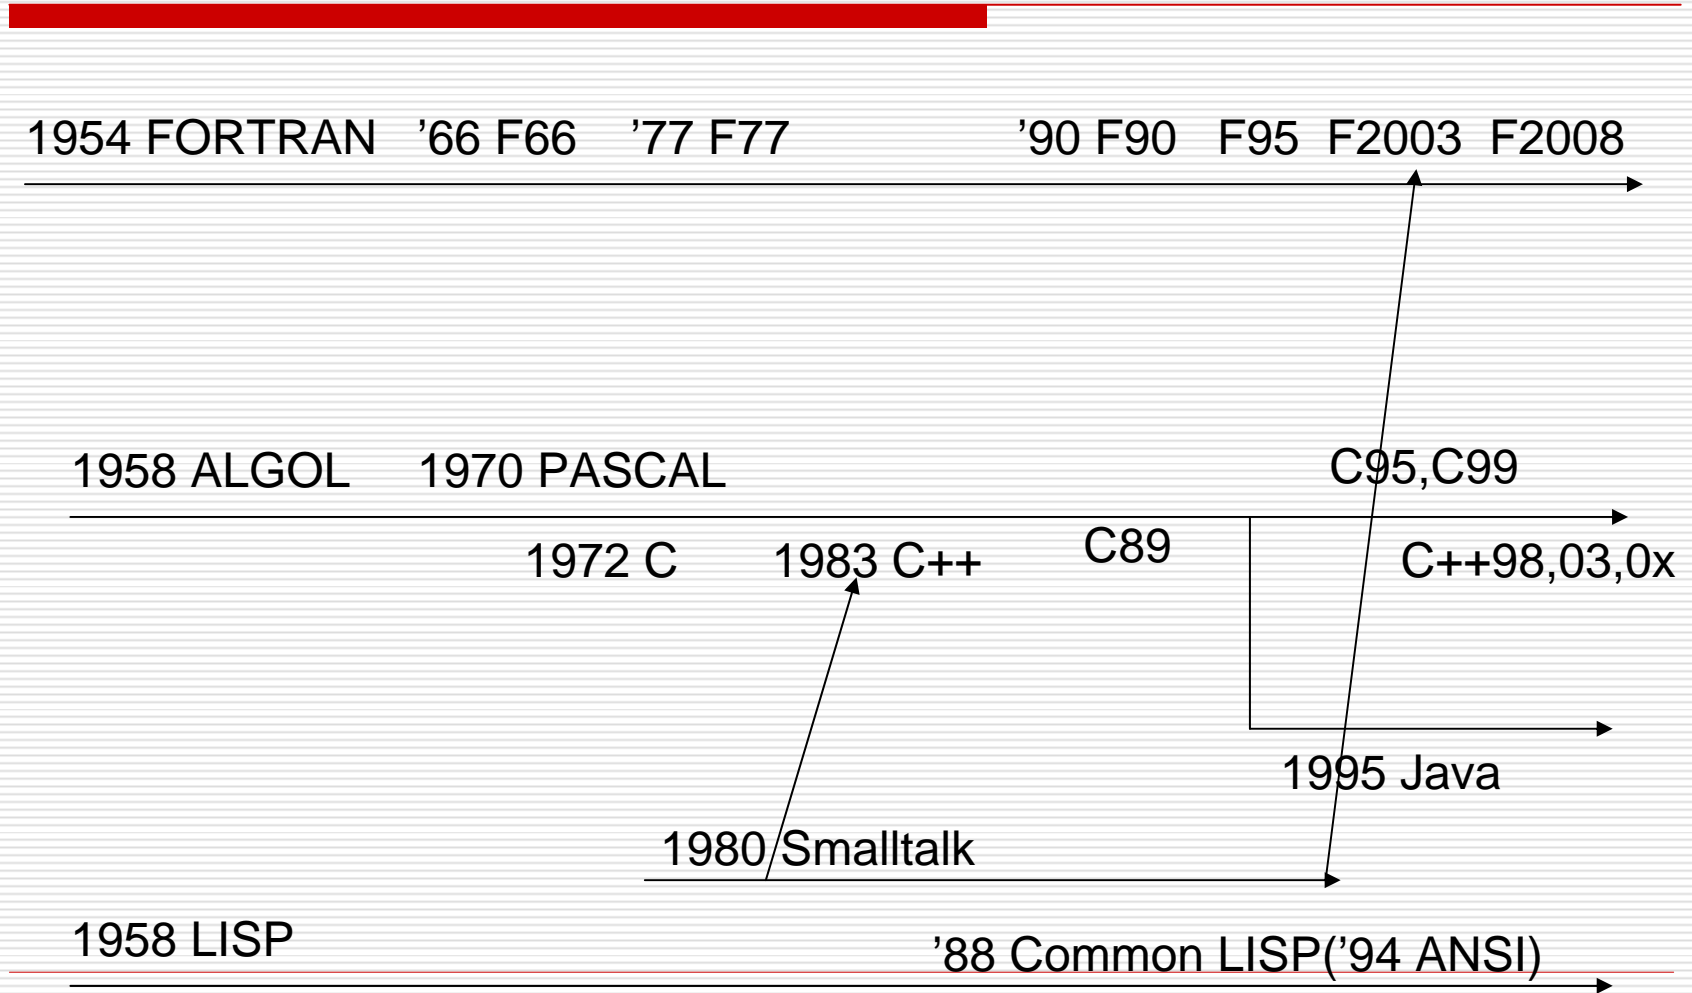 1954 FORTRAN ’66 F66 ’77 F77 ’90 F90 F95 F2003 F2008
1958 ALGOL 1970 PASCAL C95,C99
1972 C 1983 C++ C89 C++98,03,0x
1995 Java
1980 Smalltalk
1958 LISP ’88 Common LISP(’94 ANSI)